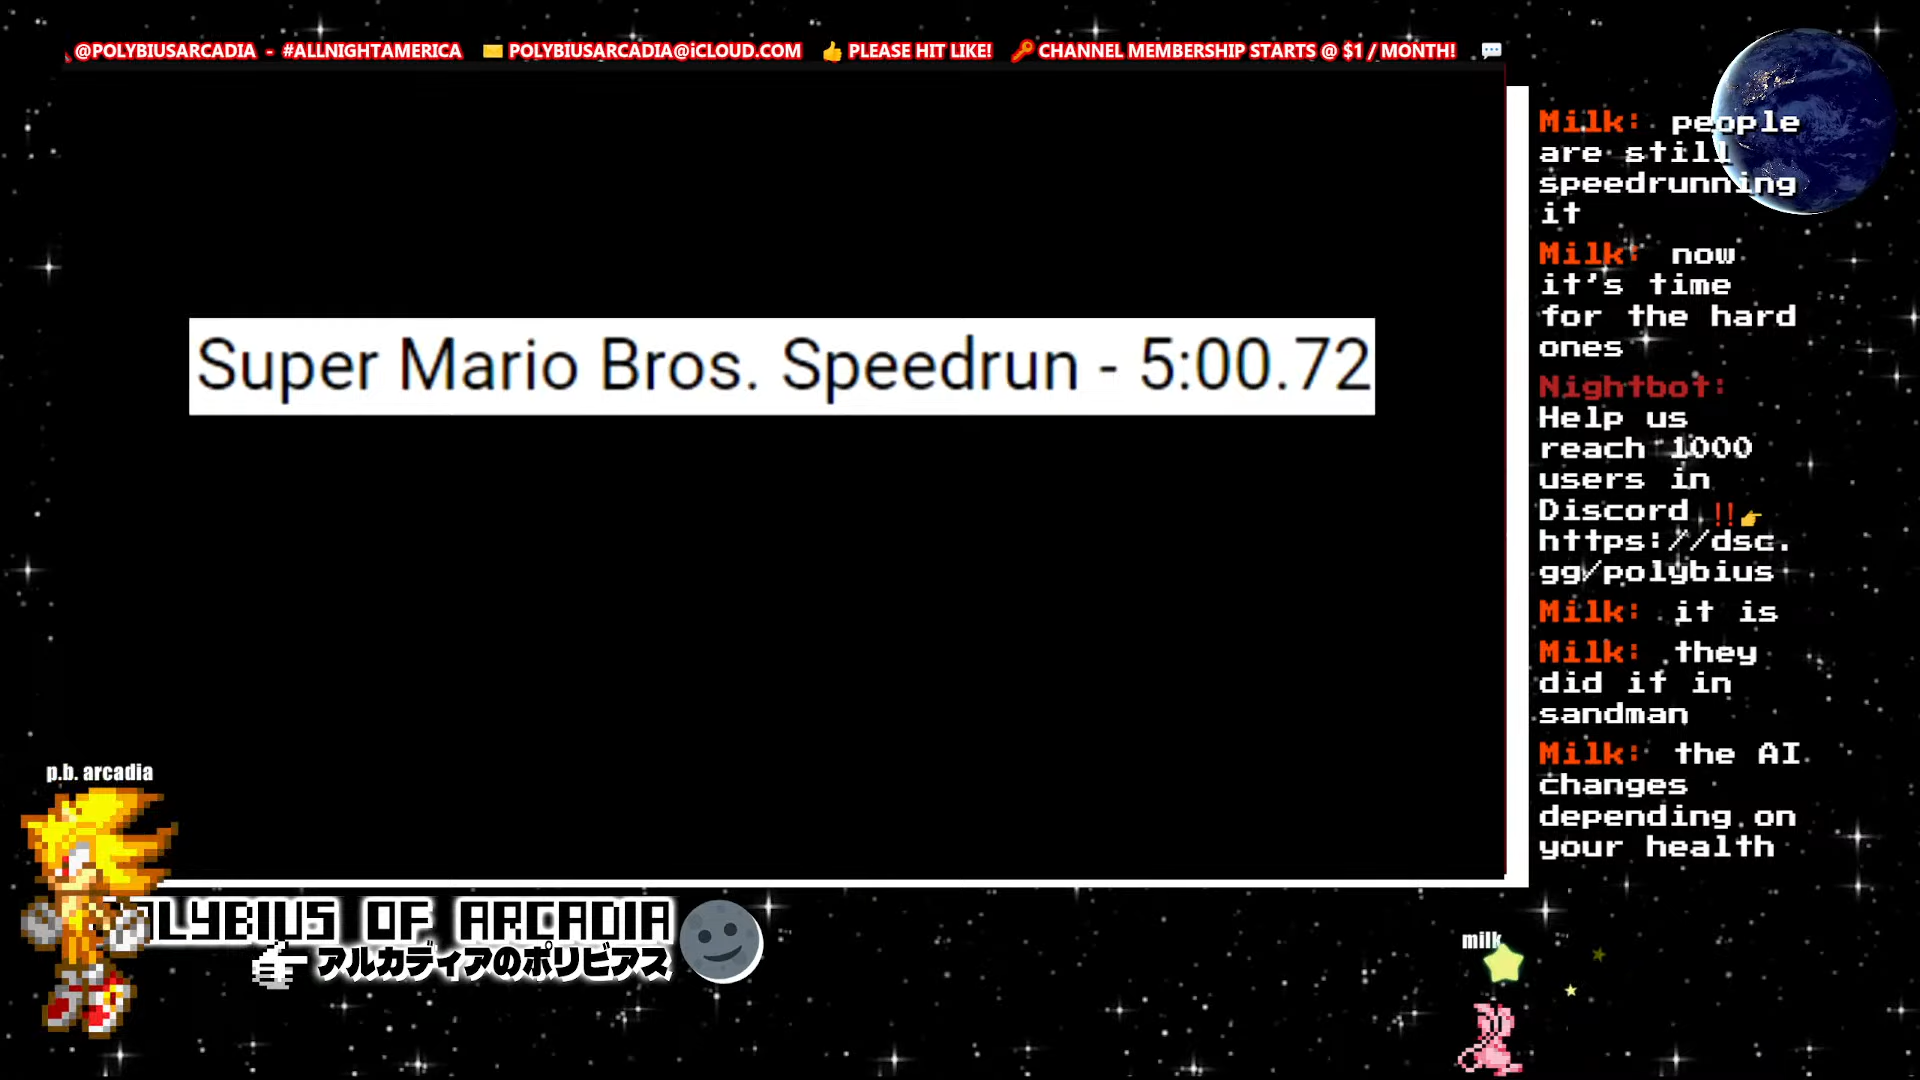 @POLYBIUSARCADIA - #ALLNIGHTAMERICA ✉️ POLYBIUSARCADIA@iCLOUD.COM 👍 PLEASE HIT LIKE! 🔑 CHANNEL MEMBERSHIP STARTS @ $1 / MONTH! 💬
Super Mario Bros. Speedrun - 5:00.72
Milk: people
are still
speedrunning
it
Milk: now
it's time
for the hard
ones
Nightbot:
Help us
reach 1000
users in
Discord ‼️👉
https://dsc.
gg/polybius
Milk: it is
Milk: they
did it in
sandman
Milk: the AI
changes
depending on
your health
p.b. arcadia
POLYBIUS OF ARCADIA
アルカディアのポリビアス
milk